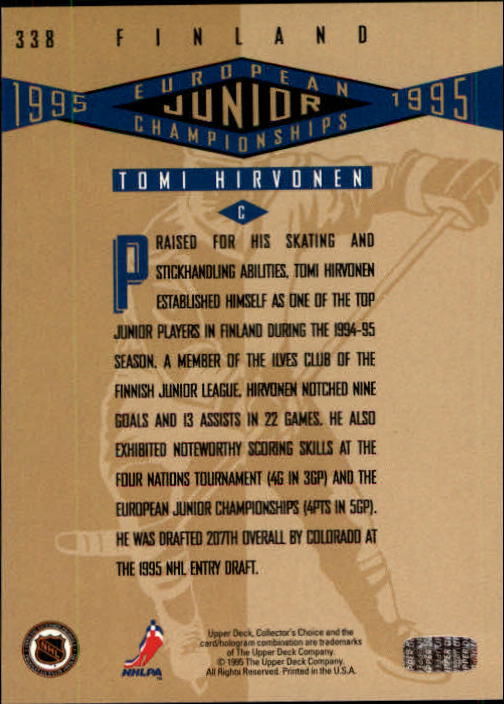 338 FINLAND
1995 EUROPEAN JUNIOR CHAMPIONSHIPS 1995
TOMI HIRVONEN
C
PRAISED FOR HIS SKATING AND
STICKHANDLING ABILITIES, TOMI HIRVONEN
ESTABLISHED HIMSELF AS ONE OF THE TOP
JUNIOR PLAYERS IN FINLAND DURING THE 1994-95
SEASON. A MEMBER OF THE ILVES CLUB OF THE
FINNISH JUNIOR LEAGUE, HIRVONEN NOTCHED NINE
GOALS AND 13 ASSISTS IN 22 GAMES. HE ALSO
EXHIBITED NOTEWORTHY SCORING SKILLS AT THE
FOUR NATIONS TOURNAMENT (4G IN 3GP) AND THE
EUROPEAN JUNIOR CHAMPIONSHIPS (4PTS IN 5GP).
HE WAS DRAFTED 207TH OVERALL BY COLORADO AT
THE 1995 NHL ENTRY DRAFT.
NHL
NHLPA
Upper Deck, Collector's Choice and the
card/hologram combination are trademarks
of The Upper Deck Company.
© 1995 The Upper Deck Company.
All Rights Reserved. Printed in the U.S.A.